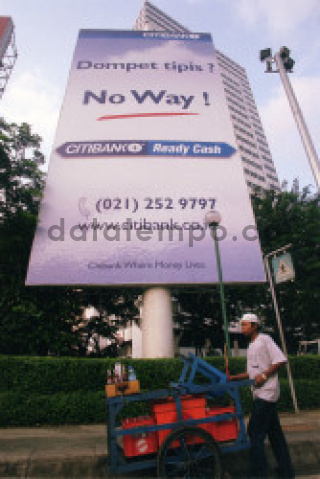 CITIBANK
Dompet tipis ?
No Way !
CITIBANK Ready Cash
(021) 252 9797
www.citibank.co.id
datatempo.co
Citibank Where Money Lives